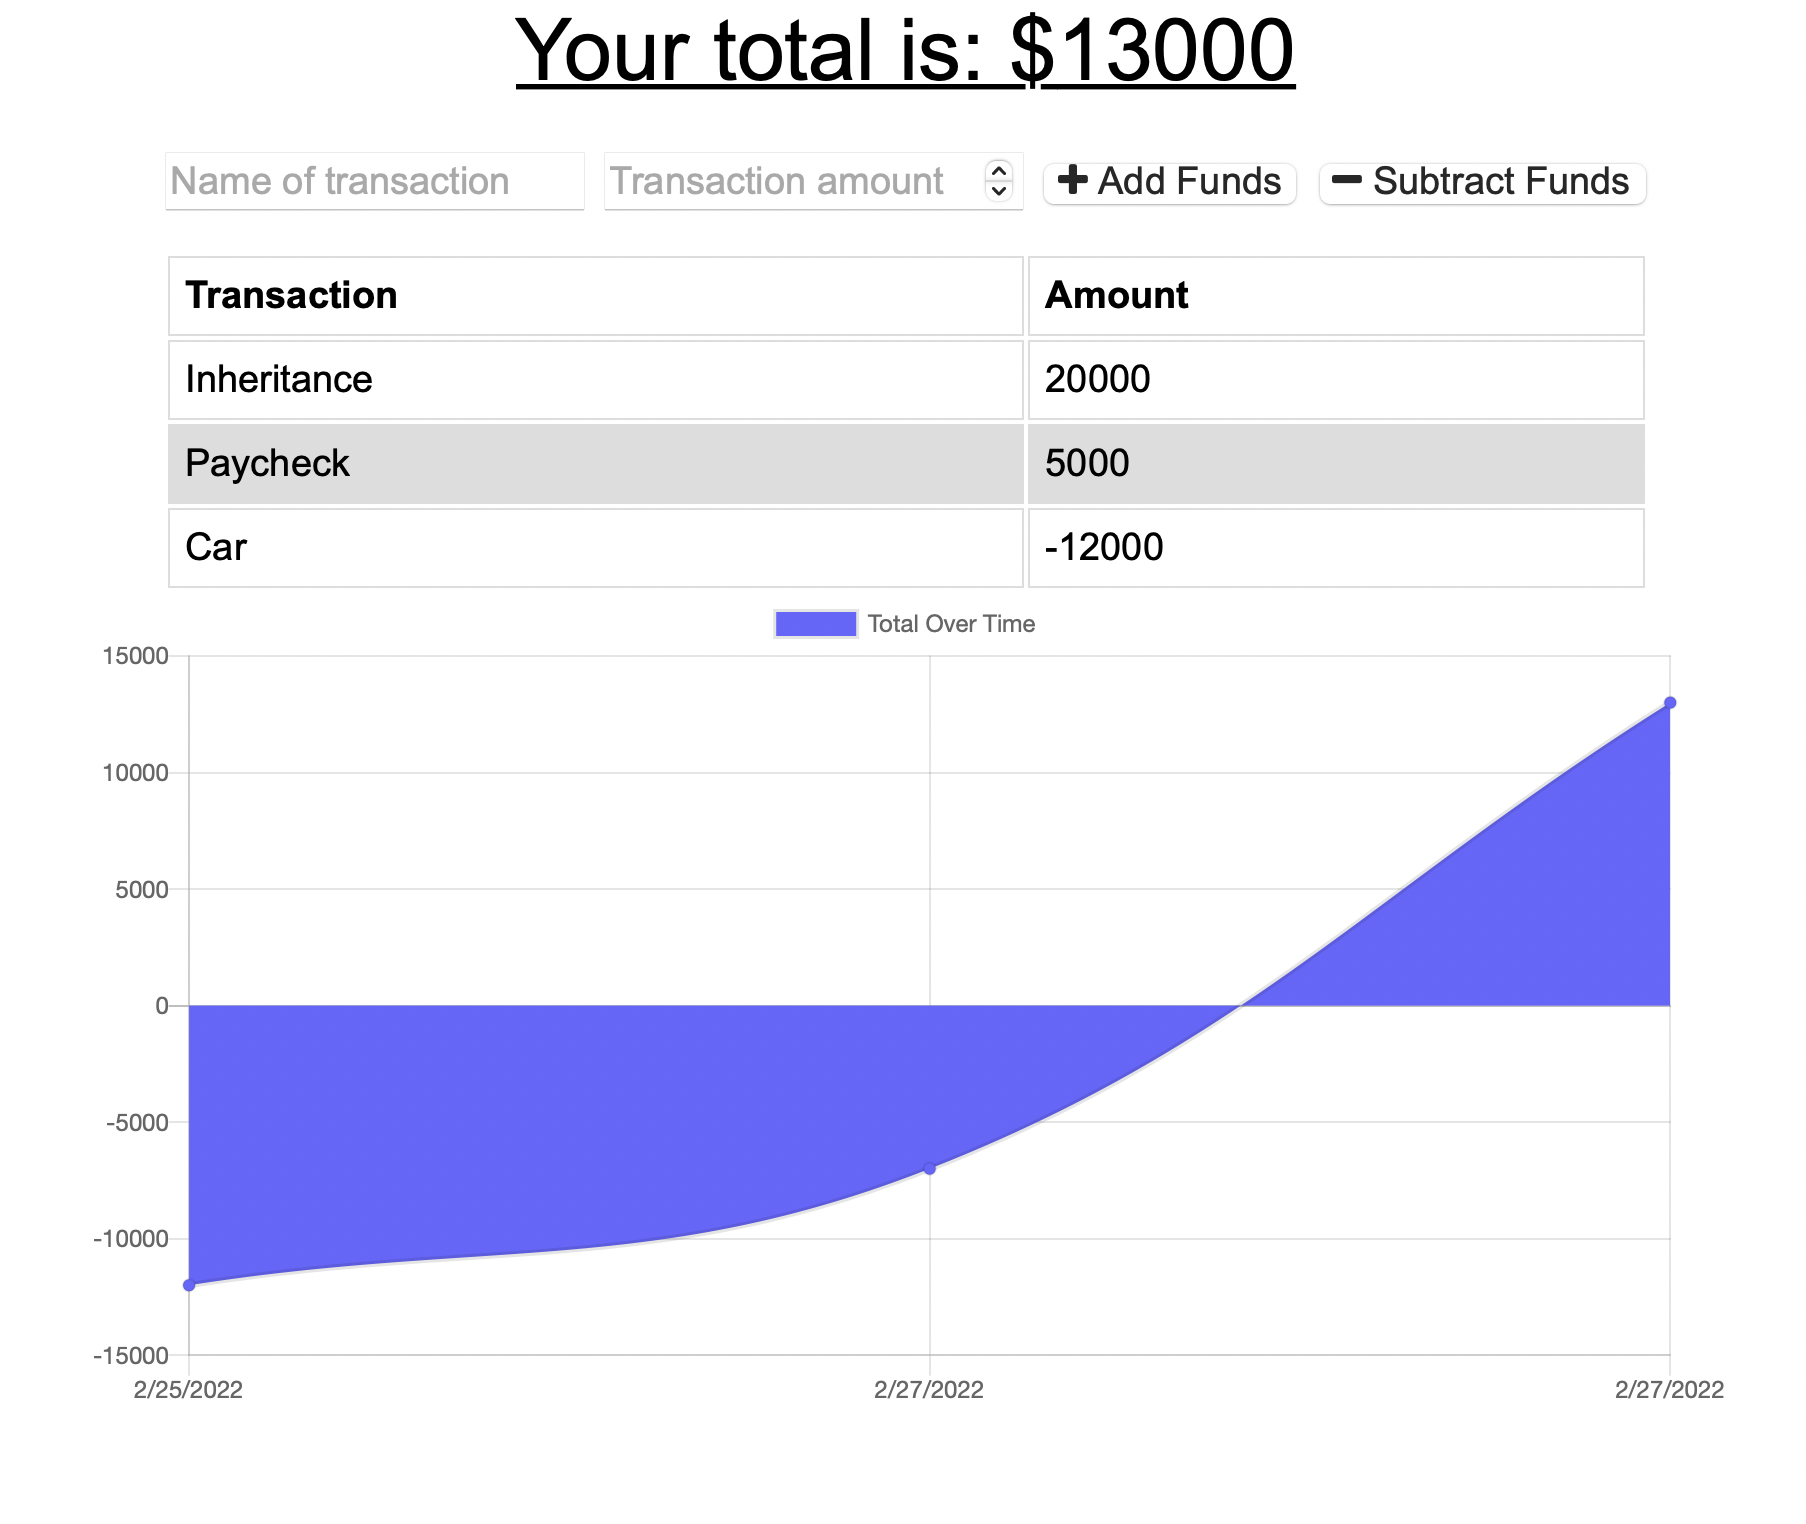 Your total is: $13000
Name of transaction Transaction amount Add Funds Subtract Funds
Transaction Amount
Inheritance 20000
Paycheck 5000
Car -12000
Total Over Time
15000
10000
5000
0
-5000
-10000
-15000
2/25/2022 2/27/2022 2/27/2022